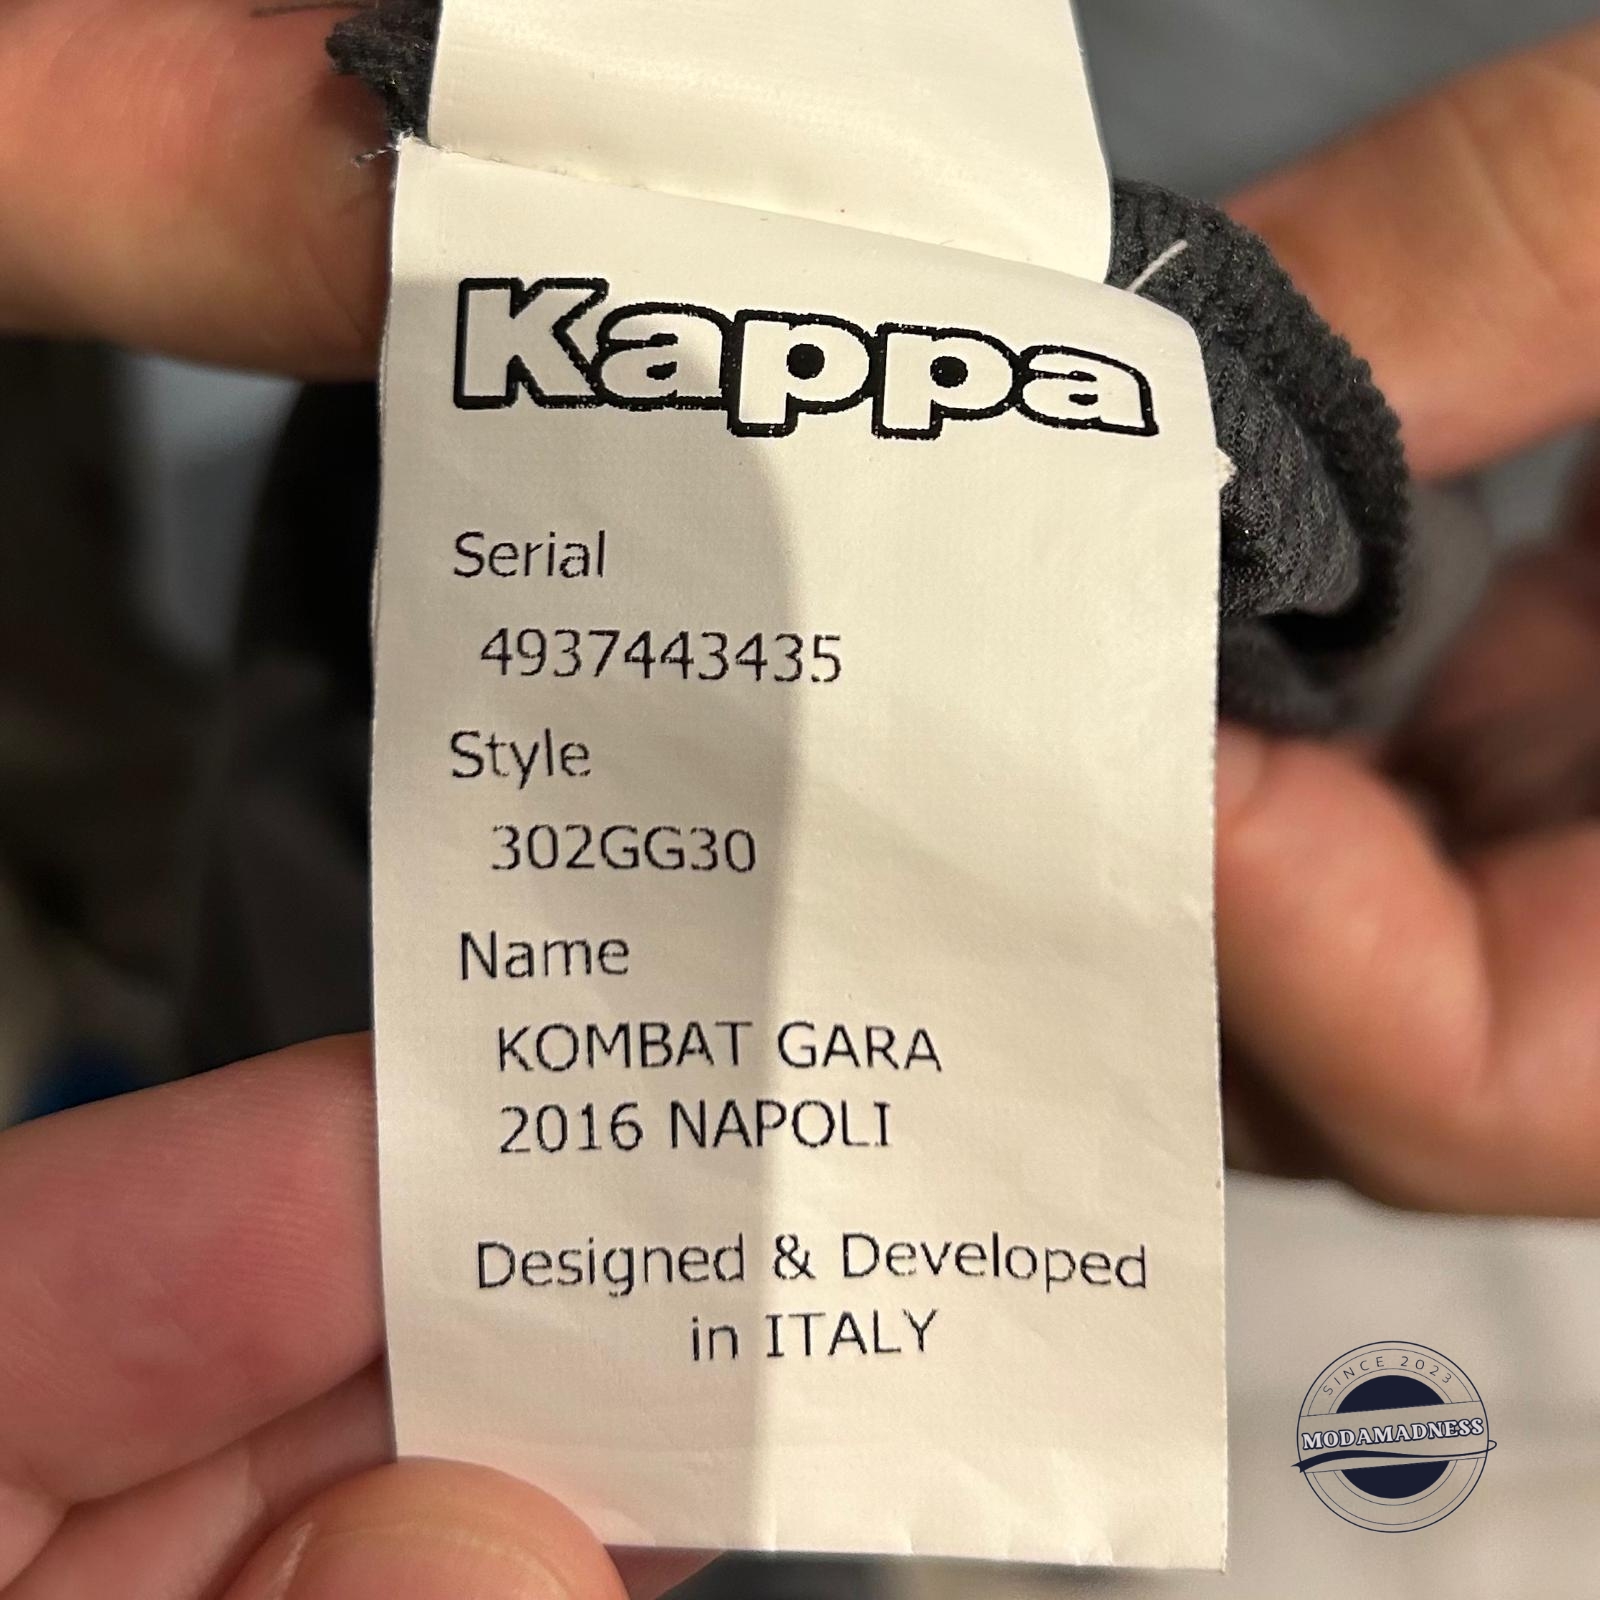 Kappa
Serial
4937443435
Style
302GG30
Name
KOMBAT GARA
2016 NAPOLI
Designed & Developed
in ITALY
SINCE 2023
MODAMADNESS